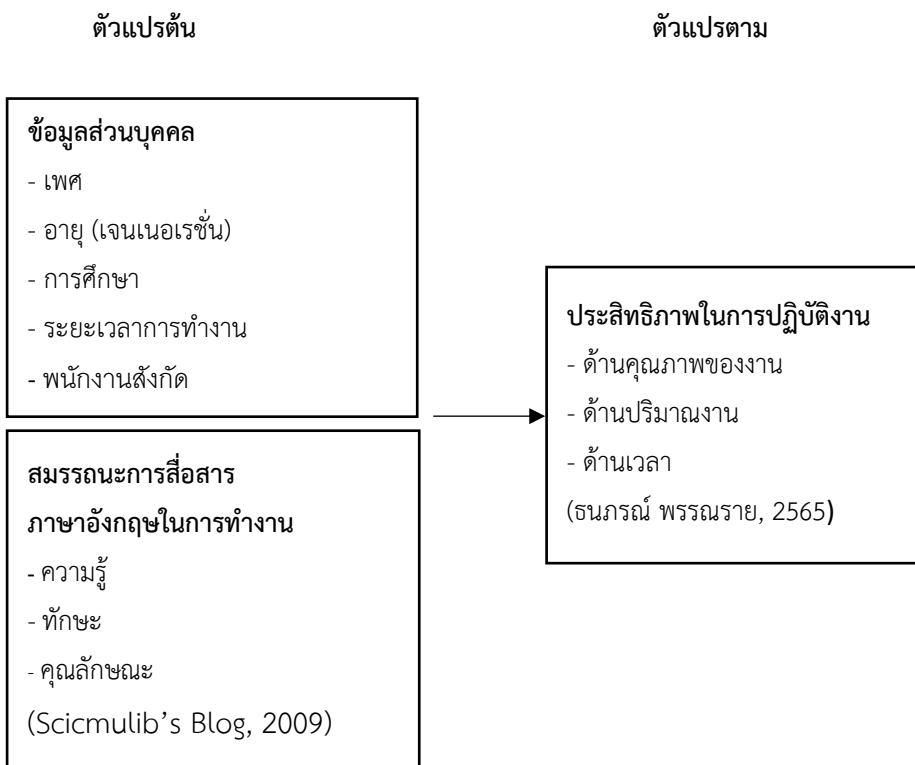 ตัวแปรต้น
ตัวแปรตาม
ข้อมูลส่วนบุคคล
- เพศ
- อายุ (เจนเนอเรชั่น)
- การศึกษา
- ระยะเวลาการทำงาน
- พนักงานสังกัด
สมรรถนะการสื่อสาร
ภาษาอังกฤษในการทำงาน
- ความรู้
- ทักษะ
- คุณลักษณะ
(Scicmulib’s Blog, 2009)
ประสิทธิภาพในการปฏิบัติงาน
- ด้านคุณภาพของงาน
- ด้านปริมาณงาน
- ด้านเวลา
(ธนภรณ์ พรรณราย, 2565)